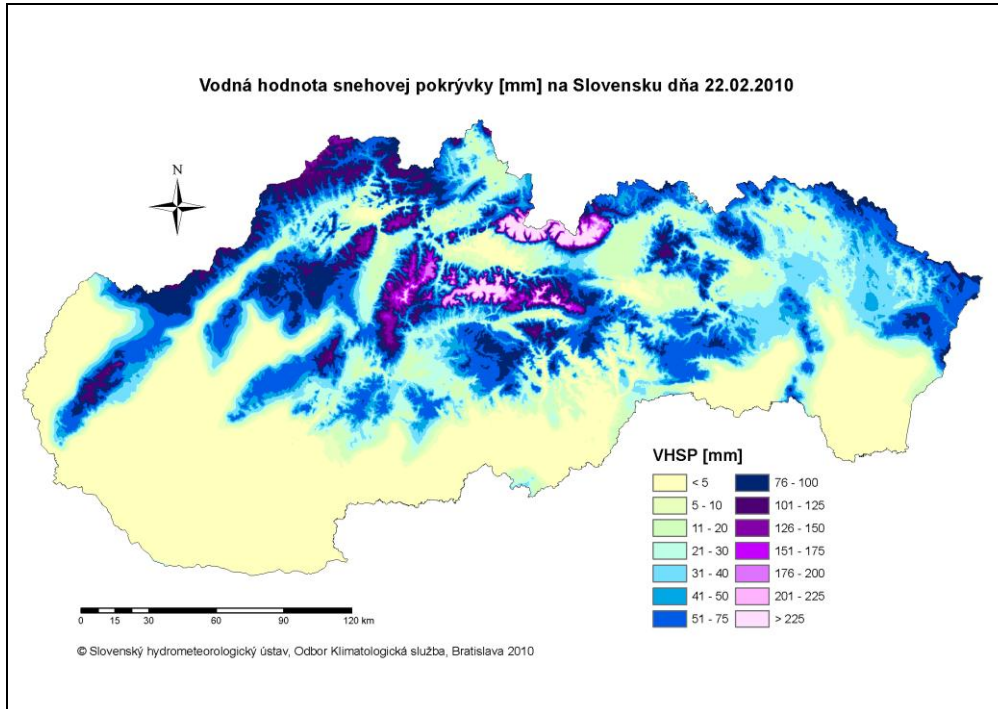 Vodná hodnota snehovej pokrývky [mm] na Slovensku dňa 22.02.2010
N
VHSP [mm]
< 5
5 - 10
11 - 20
21 - 30
31 - 40
41 - 50
51 - 75
76 - 100
101 - 125
126 - 150
151 - 175
176 - 200
201 - 225
> 225
0 15 30 60 90 120 km
© Slovenský hydrometeorologický ústav, Odbor Klimatologická služba, Bratislava 2010